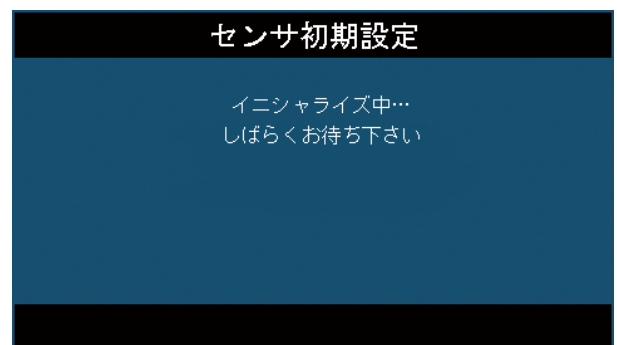 センサ初期設定
イニシャライズ中…
しばらくお待ち下さい